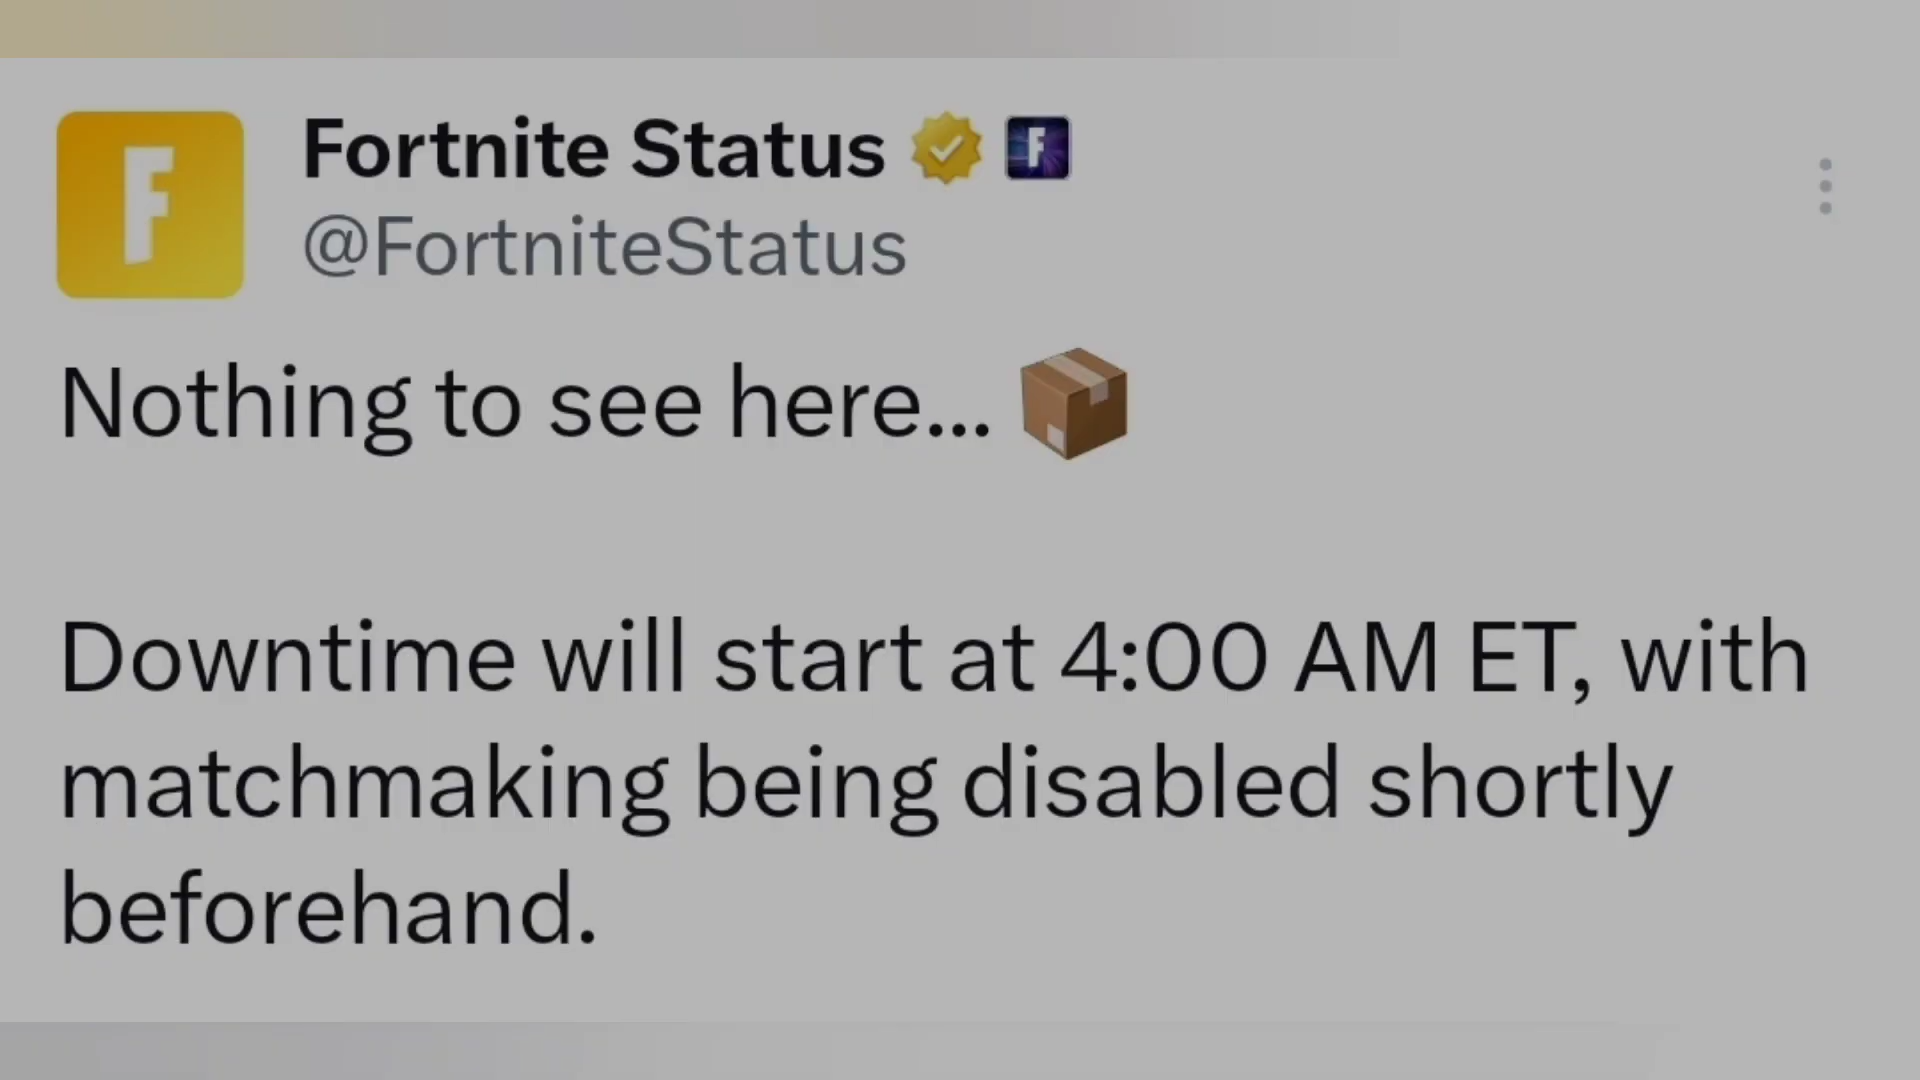 F
Fortnite Status F
@FortniteStatus
Nothing to see here... 📦
Downtime will start at 4:00 AM ET, with
matchmaking being disabled shortly
beforehand.